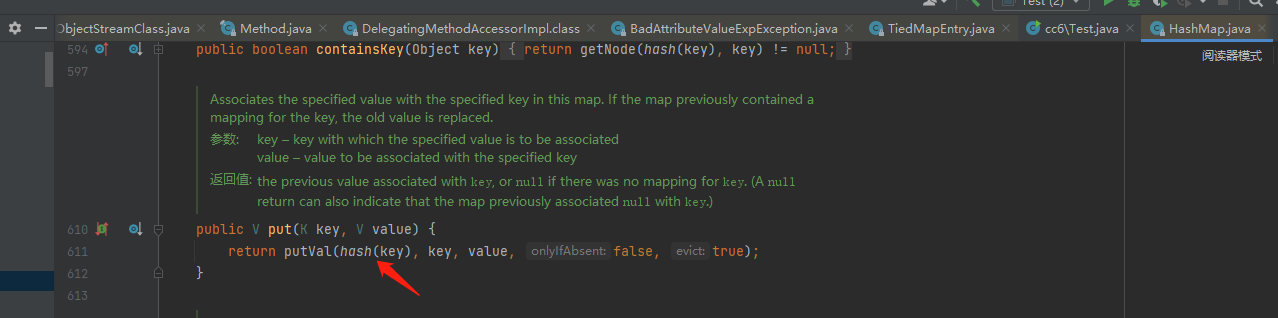 Test (2)
ObjectStreamClass.java
Method.java
DelegatingMethodAccessorImpl.class
BadAttributeValueExpException.java
TiedMapEntry.java
cc6\Test.java
HashMap.java
阅读器模式
594 public boolean containsKey(Object key) { return getNode(hash(key), key) != null; }
597
Associates the specified value with the specified key in this map. If the map previously contained a
mapping for the key, the old value is replaced.
参数: key – key with which the specified value is to be associated
value – value to be associated with the specified key
返回值: the previous value associated with key, or null if there was no mapping for key. (A null
return can also indicate that the map previously associated null with key.)
610 public V put(K key, V value) {
611 return putVal(hash(key), key, value, onlyIfAbsent: false, evict: true);
612 }
613